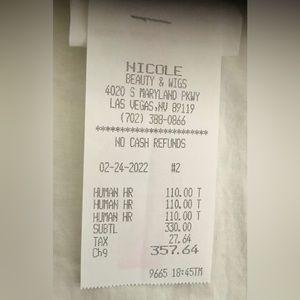 NICOLE
BEAUTY & WIGS
4020 S MARYLAND PKWY
LAS VEGAS,NV 89119
(702) 388-0866
************************
NO CASH REFUNDS
02-24-2022 #2
HUMAN HR 110.00 T
HUMAN HR 110.00 T
HUMAN HR 110.00 T
SUBTL 330.00
TAX 27.64
Chg 357.64
9665 18:45TM